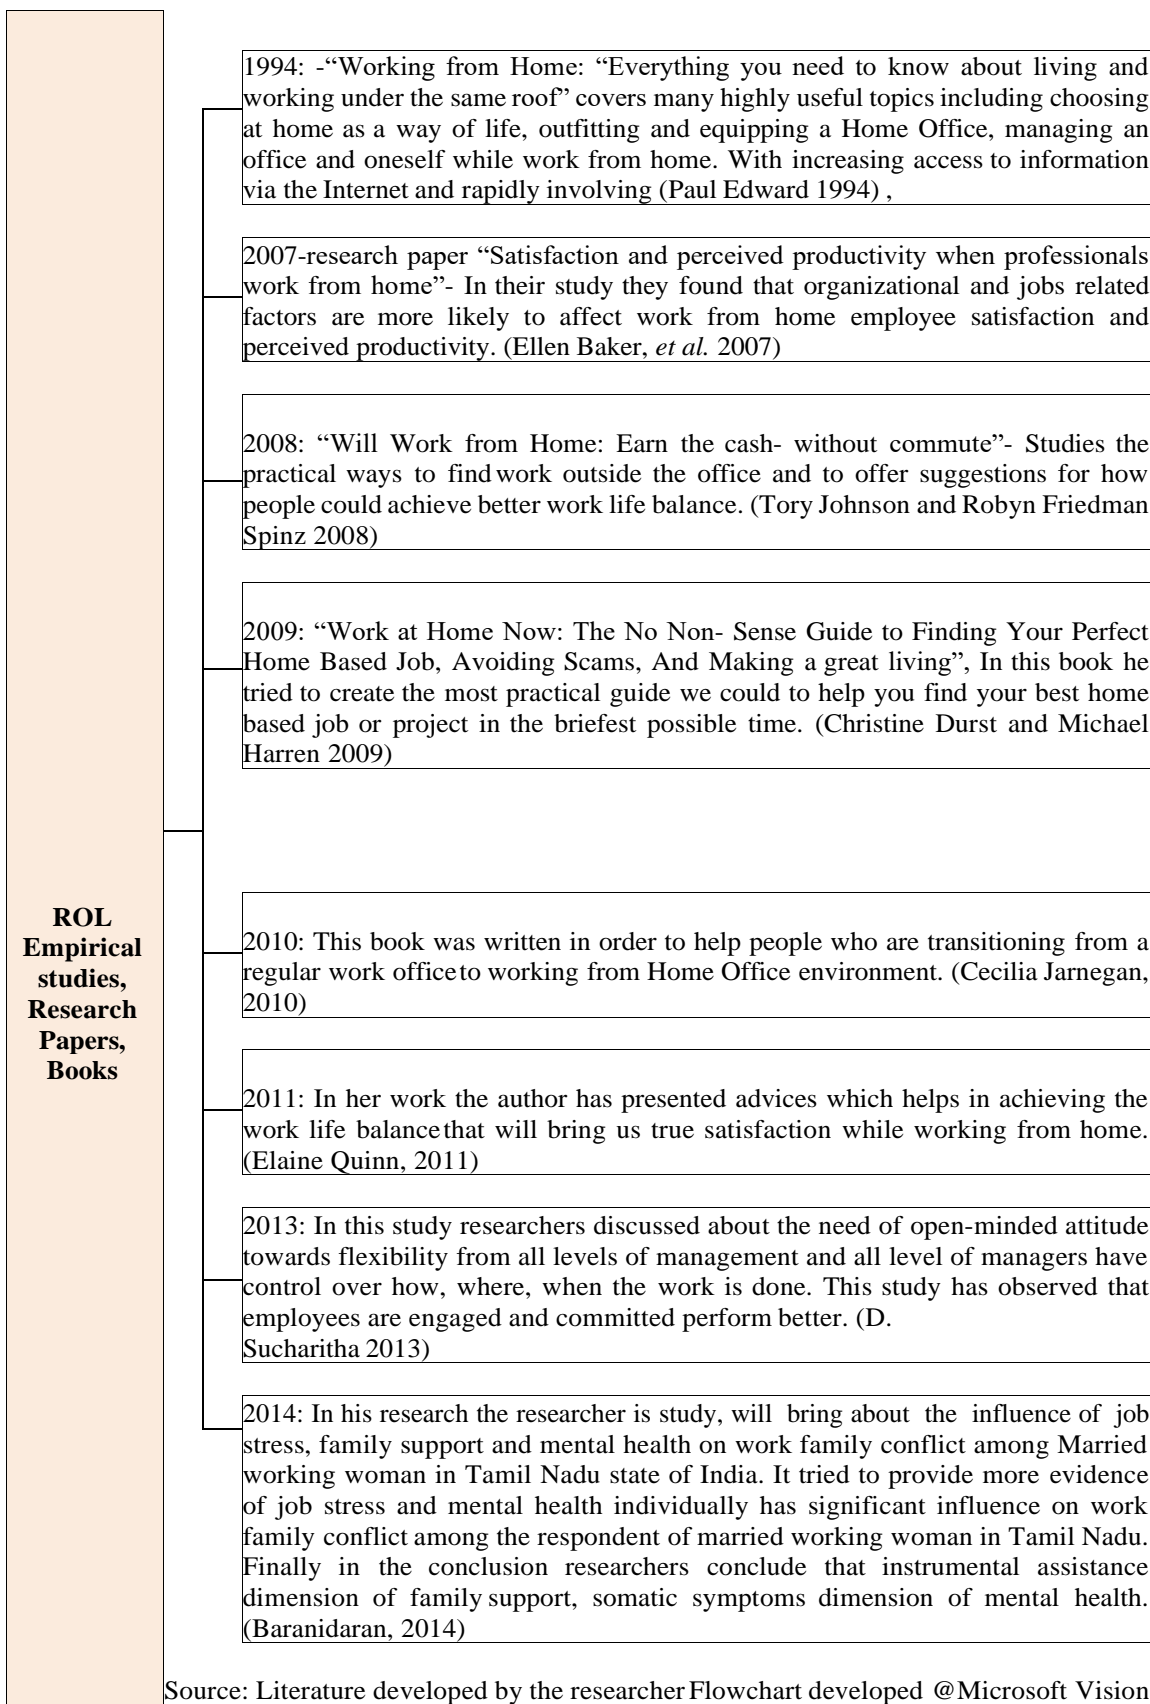 1994: -“Working from Home: “Everything you need to know about living and
working under the same roof” covers many highly useful topics including choosing
at home as a way of life, outfitting and equipping a Home Office, managing an
office and oneself while work from home. With increasing access to information
via the Internet and rapidly involving (Paul Edward 1994) ,
2007-research paper “Satisfaction and perceived productivity when professionals
work from home”- In their study they found that organizational and jobs related
factors are more likely to affect work from home employee satisfaction and
perceived productivity. (Ellen Baker, et al. 2007)
2008: “Will Work from Home: Earn the cash- without commute”- Studies the
practical ways to find work outside the office and to offer suggestions for how
people could achieve better work life balance. (Tory Johnson and Robyn Friedman
Spinz 2008)
2009: “Work at Home Now: The No Non- Sense Guide to Finding Your Perfect
Home Based Job, Avoiding Scams, And Making a great living”, In this book he
tried to create the most practical guide we could to help you find your best home
based job or project in the briefest possible time. (Christine Durst and Michael
Harren 2009)
ROL
Empirical
studies,
Research
Papers,
Books
2010: This book was written in order to help people who are transitioning from a
regular work office to working from Home Office environment. (Cecilia Jarnegan,
2010)
2011: In her work the author has presented advices which helps in achieving the
work life balance that will bring us true satisfaction while working from home.
(Elaine Quinn, 2011)
2013: In this study researchers discussed about the need of open-minded attitude
towards flexibility from all levels of management and all level of managers have
control over how, where, when the work is done. This study has observed that
employees are engaged and committed perform better. (D.
Sucharitha 2013)
2014: In his research the researcher is study, will bring about the influence of job
stress, family support and mental health on work family conflict among Married
working woman in Tamil Nadu state of India. It tried to provide more evidence
of job stress and mental health individually has significant influence on work
family conflict among the respondent of married working woman in Tamil Nadu.
Finally in the conclusion researchers conclude that instrumental assistance
dimension of family support, somatic symptoms dimension of mental health.
(Baranidaran, 2014)
Source: Literature developed by the researcher Flowchart developed @Microsoft Vision